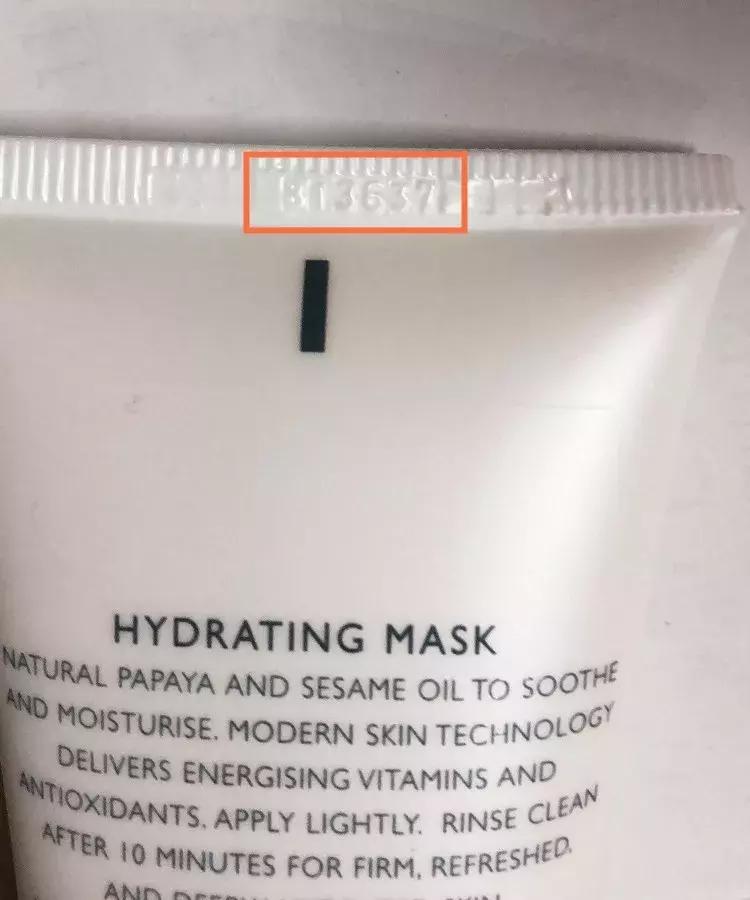 HYDRATING MASK
NATURAL PAPAYA AND SESAME OIL TO SOOTHE
AND MOISTURISE. MODERN SKIN TECHNOLOGY
DELIVERS ENERGISING VITAMINS AND
ANTIOXIDANTS. APPLY LIGHTLY. RINSE CLEAN
AFTER 10 MINUTES FOR FIRM, REFRESHED,
AND